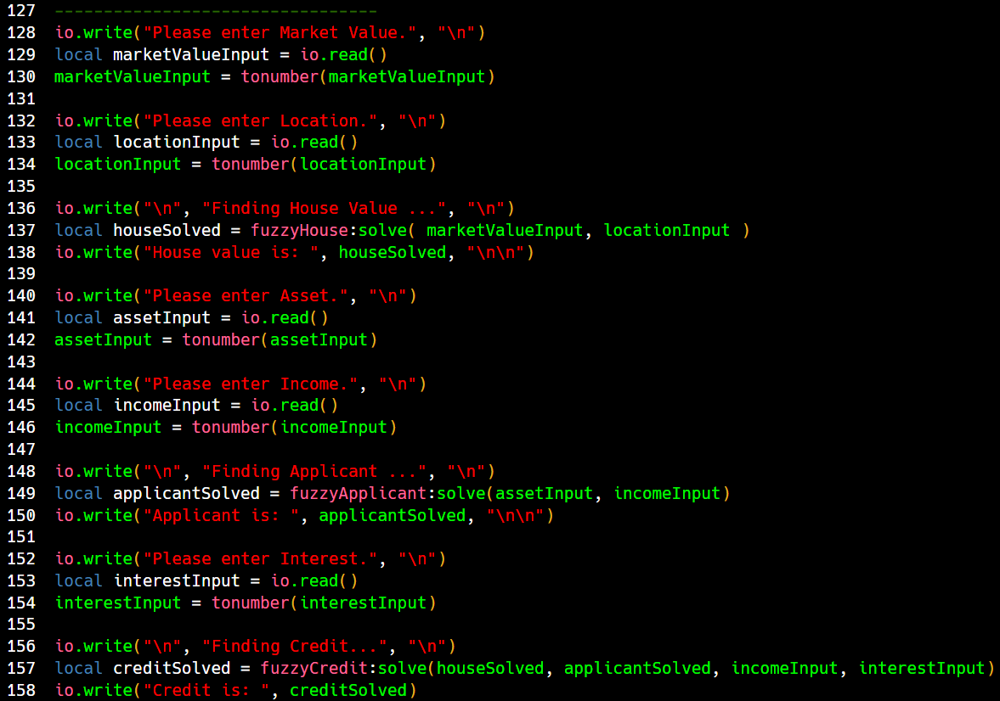 127 ---------------------------------
128 io.write("Please enter Market Value.", "\n")
129 local marketValueInput = io.read()
130 marketValueInput = tonumber(marketValueInput)
131
132 io.write("Please enter Location.", "\n")
133 local locationInput = io.read()
134 locationInput = tonumber(locationInput)
135
136 io.write("\n", "Finding House Value ...", "\n")
137 local houseSolved = fuzzyHouse:solve( marketValueInput, locationInput )
138 io.write("House value is: ", houseSolved, "\n\n")
139
140 io.write("Please enter Asset.", "\n")
141 local assetInput = io.read()
142 assetInput = tonumber(assetInput)
143
144 io.write("Please enter Income.", "\n")
145 local incomeInput = io.read()
146 incomeInput = tonumber(incomeInput)
147
148 io.write("\n", "Finding Applicant ...", "\n")
149 local applicantSolved = fuzzyApplicant:solve(assetInput, incomeInput)
150 io.write("Applicant is: ", applicantSolved, "\n\n")
151
152 io.write("Please enter Interest.", "\n")
153 local interestInput = io.read()
154 interestInput = tonumber(interestInput)
155
156 io.write("\n", "Finding Credit...", "\n")
157 local creditSolved = fuzzyCredit:solve(houseSolved, applicantSolved, incomeInput, interestInput)
158 io.write("Credit is: ", creditSolved)